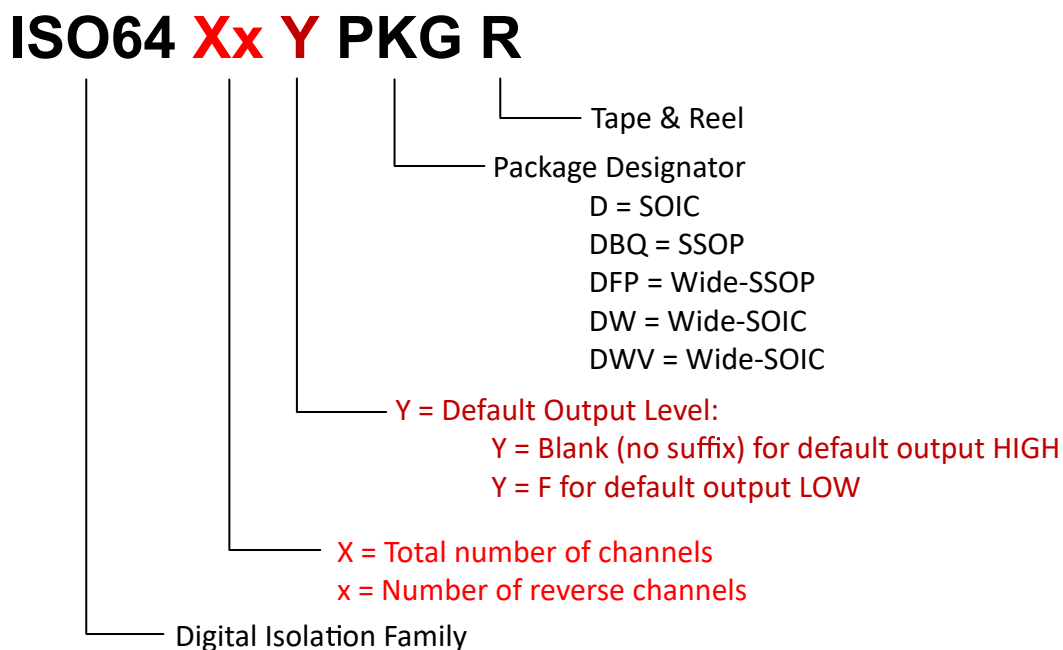 ISO64 Xx Y PKG R
Tape & Reel
Package Designator
D = SOIC
DBQ = SSOP
DFP = Wide-SSOP
DW = Wide-SOIC
DWV = Wide-SOIC
Y = Default Output Level:
Y = Blank (no suffix) for default output HIGH
Y = F for default output LOW
X = Total number of channels
x = Number of reverse channels
Digital Isolation Family